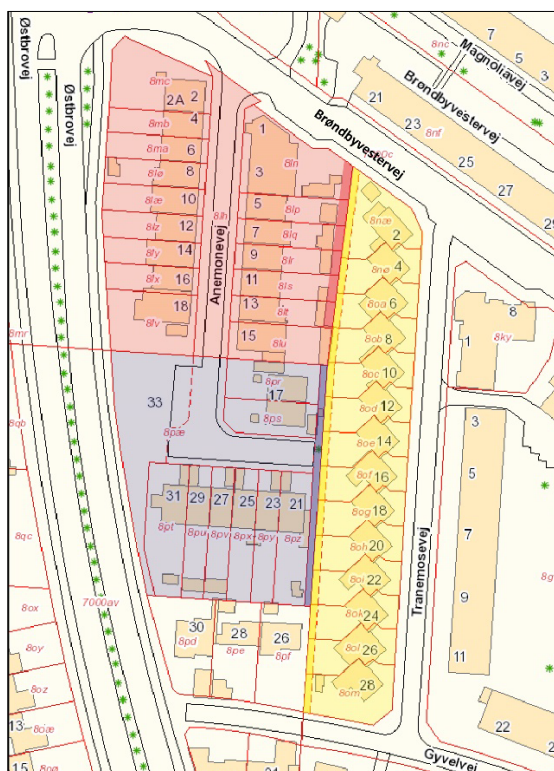 Østbrovej
Østbrovej
7
5
3
8nc
Magnoliavej
Brøndbyvestervej
21
23
8nf
25
27
29
Brøndbyvestervej
8mc
2
2A
4
8mb
8ma
6
8lø
8
8læ
10
8lz
12
8ly
14
8lx
16
18
8lv
8lh
Anemonevej
1
3
8ln
5
8lp
7
8lq
9
8lr
11
8ls
13
8lt
15
8lu
8næ
2
8nø
4
8oa
6
8ob
8
8oc
10
8od
12
8oe
14
8of
16
8og
18
8oh
20
8oi
22
8ok
24
8ol
26
8om
28
Tranemosevej
8
1
8ky
3
5
7
9
11
8g
22
8mr
8qb
8qc
33
8pæ
8pr
17
8ps
31
29
27
25
23
21
8pt
8pu
8pv
8px
8py
8pz
7000av
8ox
8oy
8oz
8oiæ
13
15
30
28
26
8pd
8pe
8pf
Gyvelvej